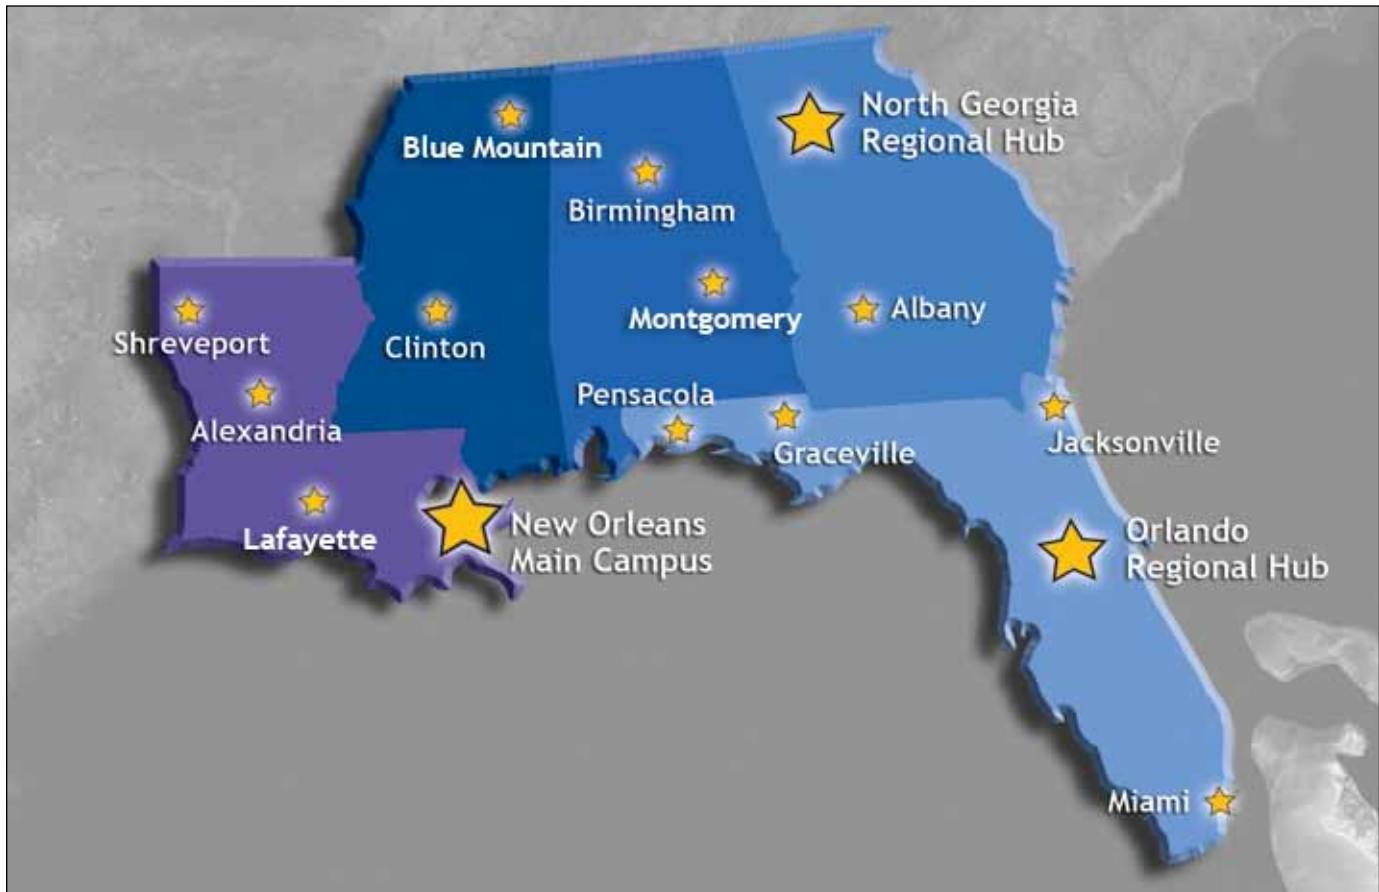 North Georgia
Regional Hub
Blue Mountain
Birmingham
Montgomery
Albany
Shreveport
Clinton
Pensacola
Alexandria
Graceville
Jacksonville
Lafayette
New Orleans
Main Campus
Orlando
Regional Hub
Miami